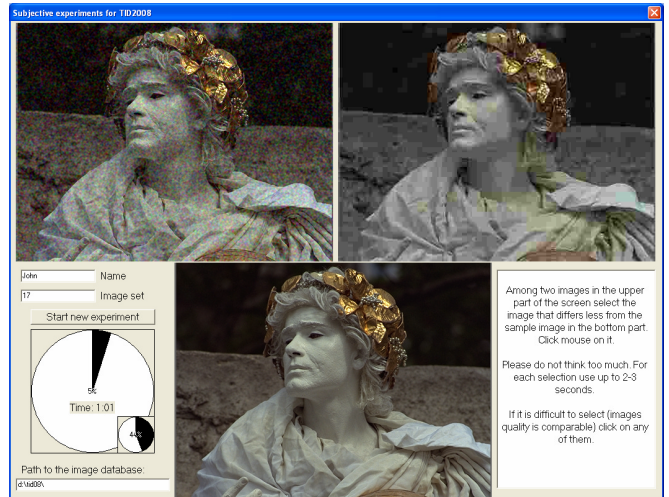 Subjective experiments for TID2008
John
Name
17
Image set
Start new experiment
5%
Time: 1:01
44%
Path to the image database:
d:\tid08\
Among two images in the upper
part of the screen select the
image that differs less from the
sample image in the bottom part.
Click mouse on it.
Please do not think too much. For
each selection use up to 2-3
seconds.
If it is difficult to select (images
quality is comparable) click on any
of them.